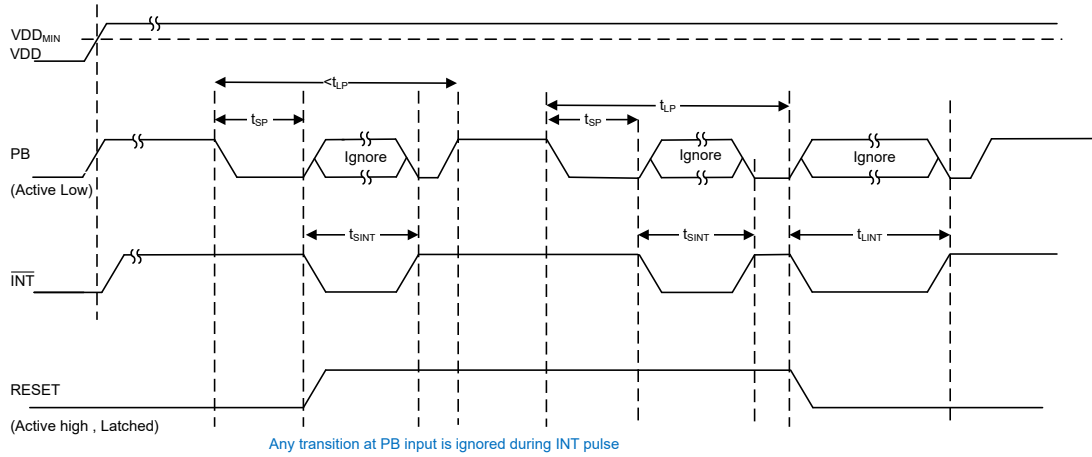 VDDMIN
VDD
<tLP
tLP
tSP
tSP
PB
Ignore
Ignore
Ignore
(Active Low)
tSINT
tSINT
tLINT
INT
RESET
(Active high , Latched)
Any transition at PB input is ignored during INT pulse